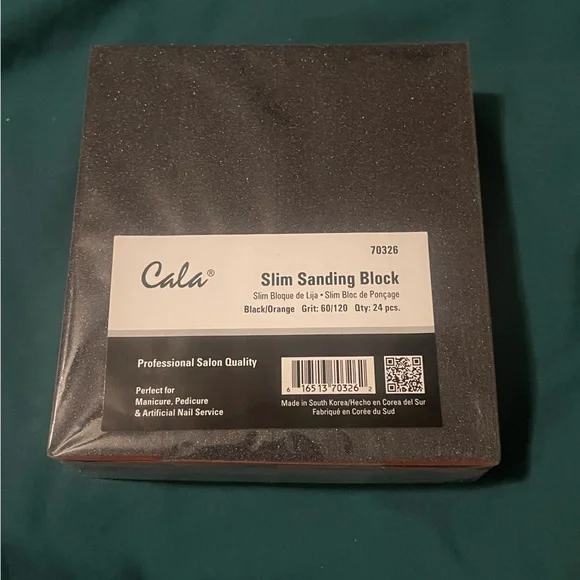 70326
Cala®
Slim Sanding Block
Slim Bloque de Lija • Slim Bloc de Ponçage
Black/Orange Grit: 60/120 Qty: 24 pcs.
Professional Salon Quality
Perfect for
Manicure, Pedicure
& Artificial Nail Service
6 16513 70326 2
Made in South Korea/Hecho en Corea del Sur
Fabriqué en Corée du Sud